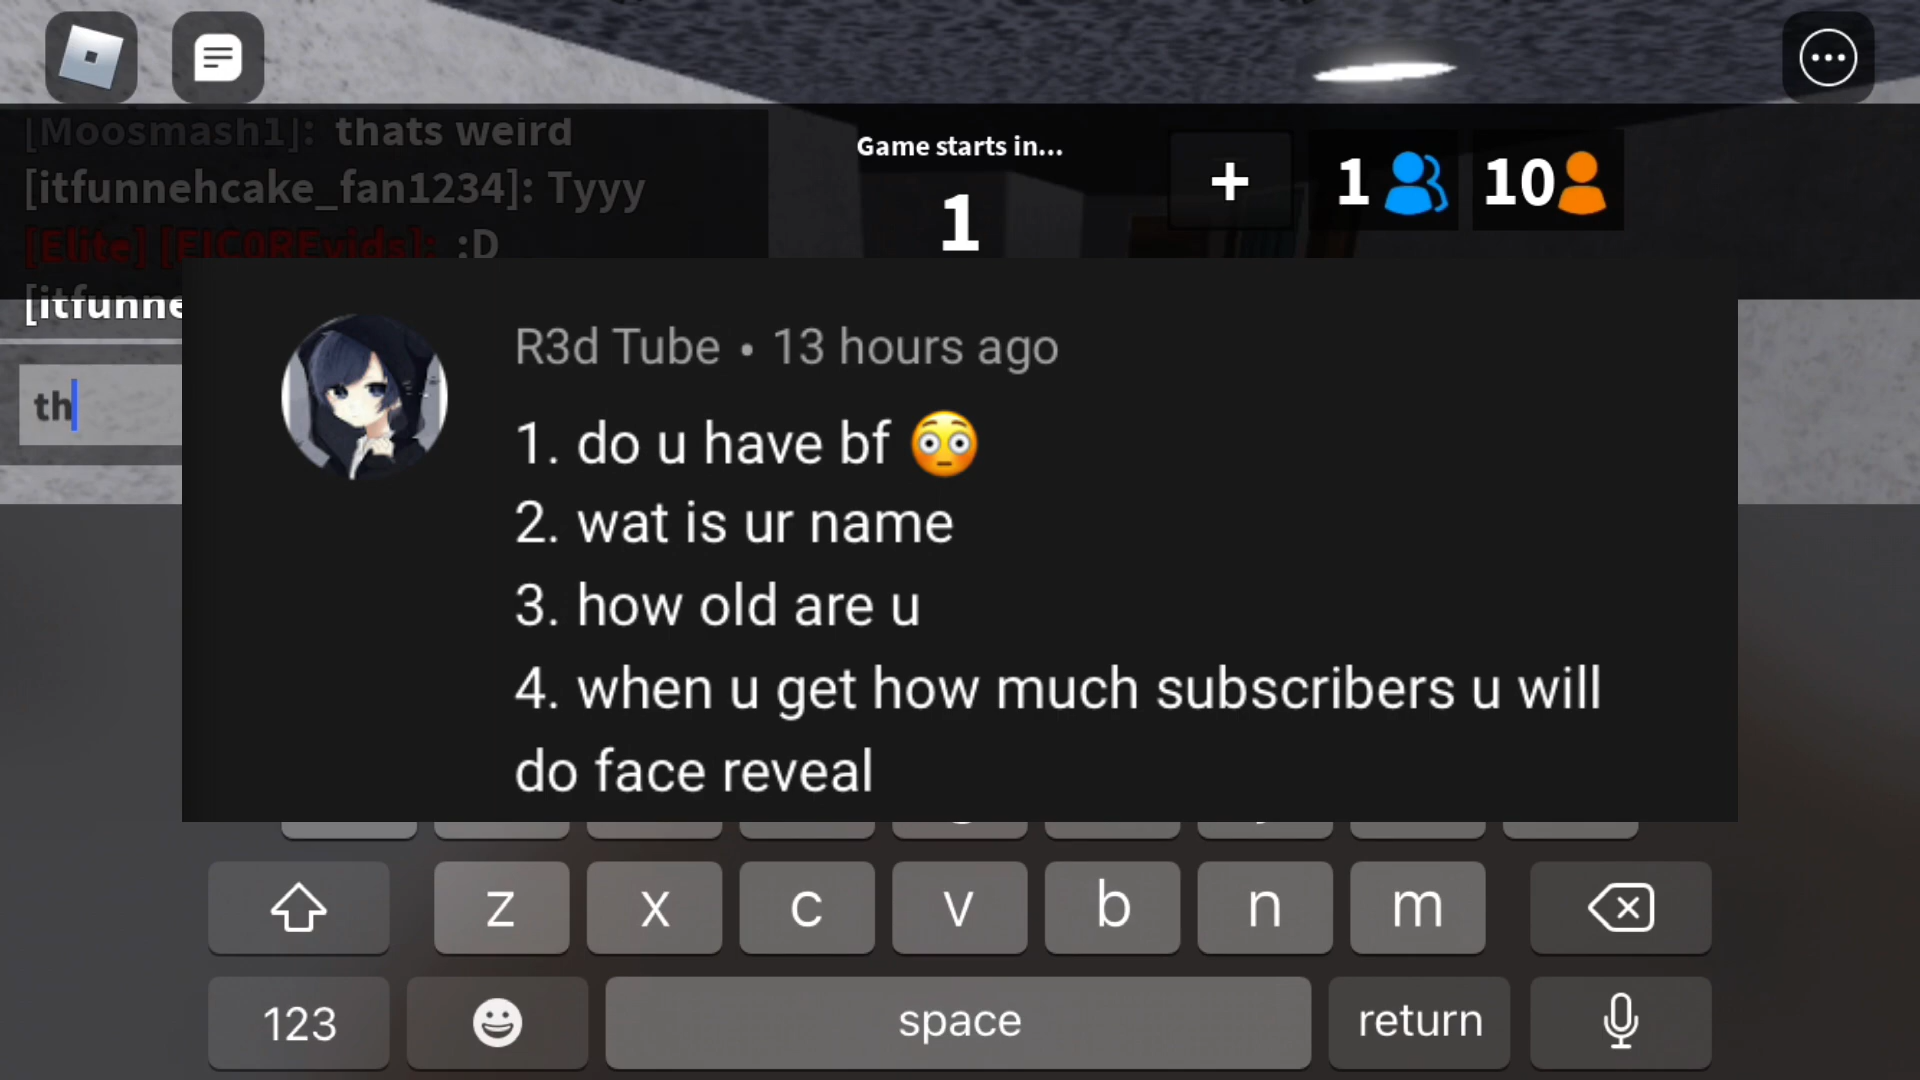 [Moosmash1]: thats weird
[itfunnehcake_fan1234]: Tyyy
[Elite] [EIC0REvids]: :D
[itfunne
th
Game starts in...
1
+
1
10
R3d Tube • 13 hours ago
1. do u have bf 😳
2. wat is ur name
3. how old are u
4. when u get how much subscribers u will
do face reveal
z x c v b n m
123 space return